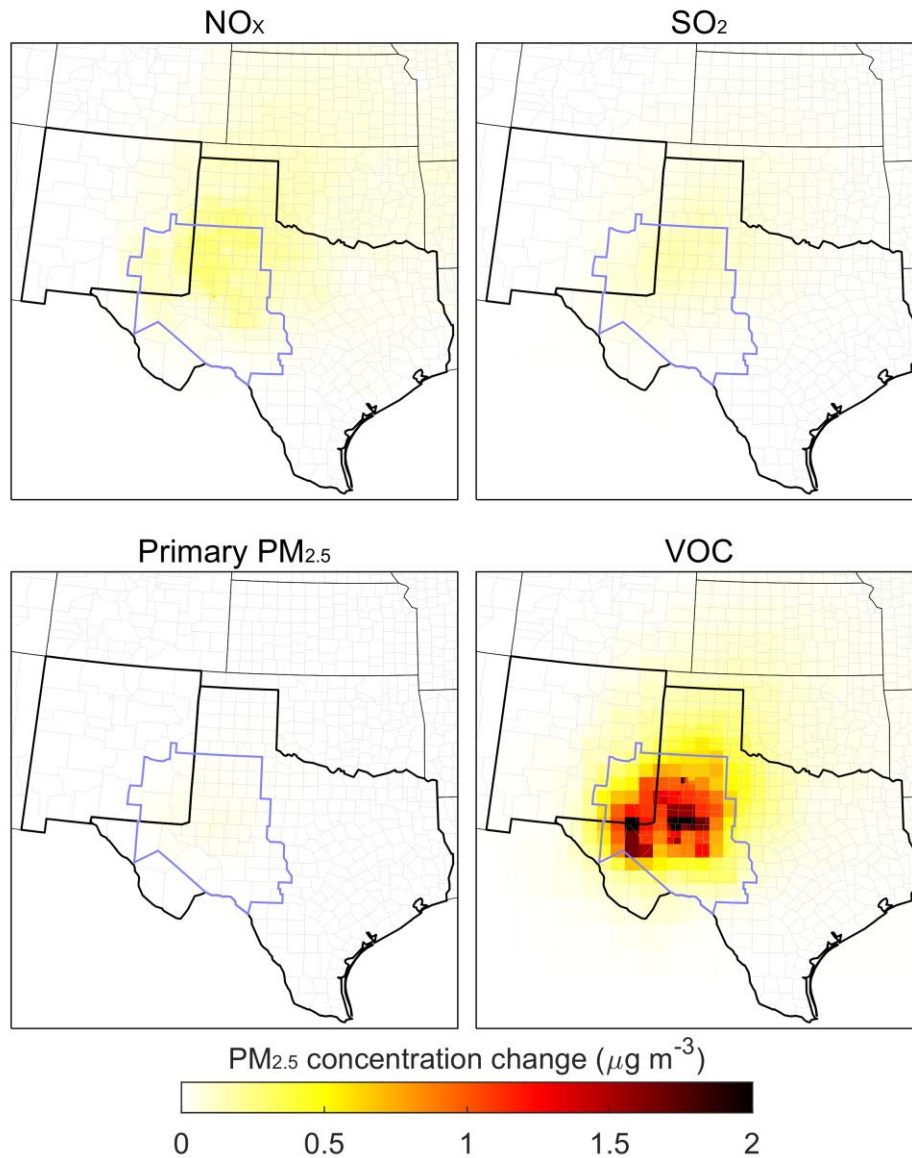 NOx
SO2
Primary PM2.5
VOC
PM2.5 concentration change (μg m-3)
0 0.5 1 1.5 2